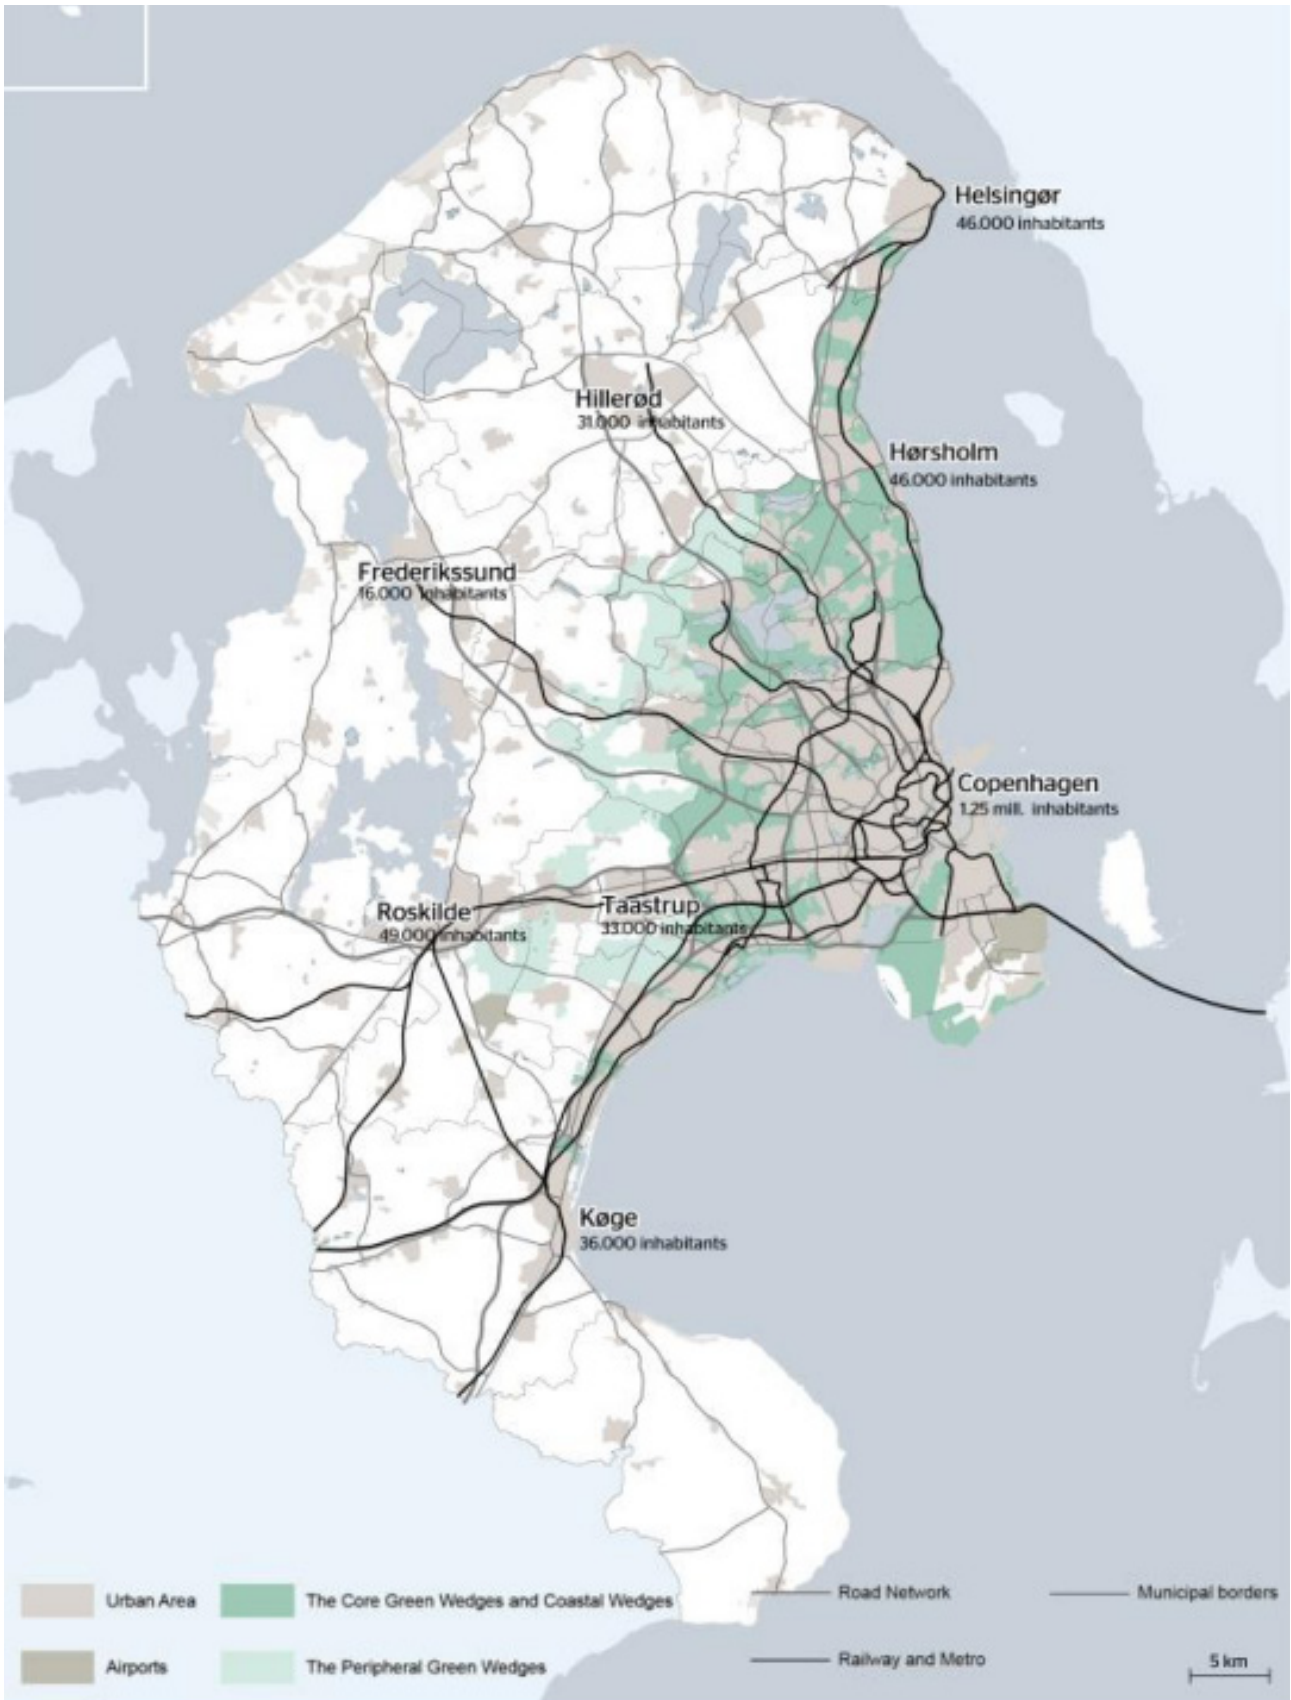 Helsingør
46.000 inhabitants
Hillerød
31.000 inhabitants
Hørsholm
46.000 inhabitants
Frederikssund
16.000 inhabitants
Copenhagen
1.25 mill. inhabitants
Roskilde
49.000 inhabitants
Taastrup
33.000 inhabitants
Køge
36.000 inhabitants
Urban Area
The Core Green Wedges and Coastal Wedges
Road Network
Municipal borders
Airports
The Peripheral Green Wedges
Railway and Metro
5 km